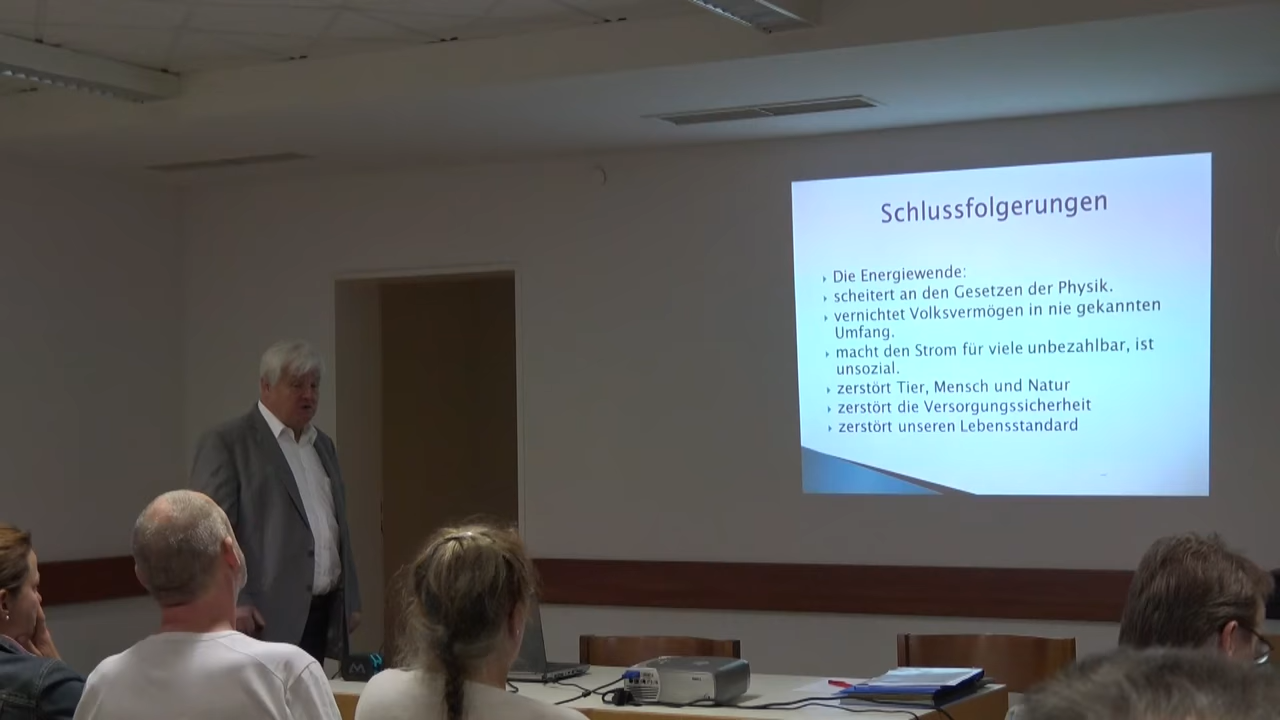 Schlussfolgerungen
Die Energiewende:
scheitert an den Gesetzen der Physik.
vernichtet Volksvermögen in nie gekannten
Umfang.
macht den Strom für viele unbezahlbar, ist
unsozial.
zerstört Tier, Mensch und Natur
zerstört die Versorgungssicherheit
zerstört unseren Lebensstandard